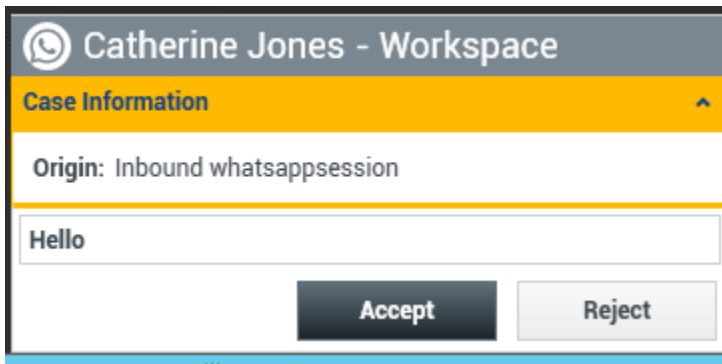 Catherine Jones - Workspace
Case Information
Origin: Inbound whatsappsession
Hello
Accept Reject